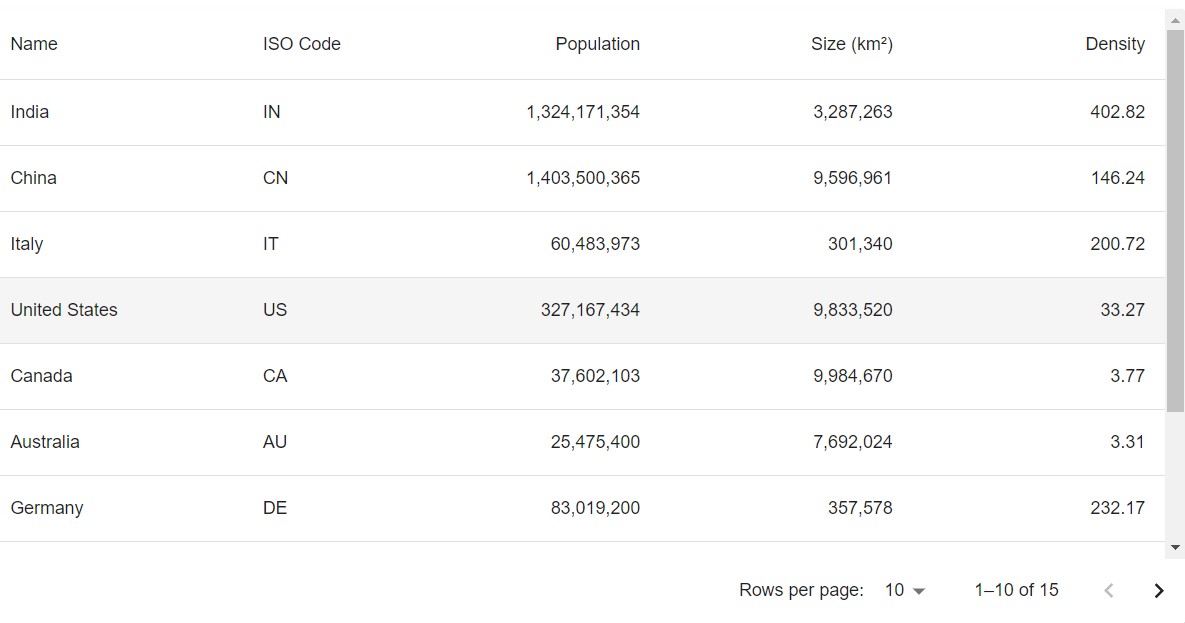 Name ISO Code Population Size (km²) Density
India IN 1,324,171,354 3,287,263 402.82
China CN 1,403,500,365 9,596,961 146.24
Italy IT 60,483,973 301,340 200.72
United States US 327,167,434 9,833,520 33.27
Canada CA 37,602,103 9,984,670 3.77
Australia AU 25,475,400 7,692,024 3.31
Germany DE 83,019,200 357,578 232.17
Rows per page: 10 1–10 of 15